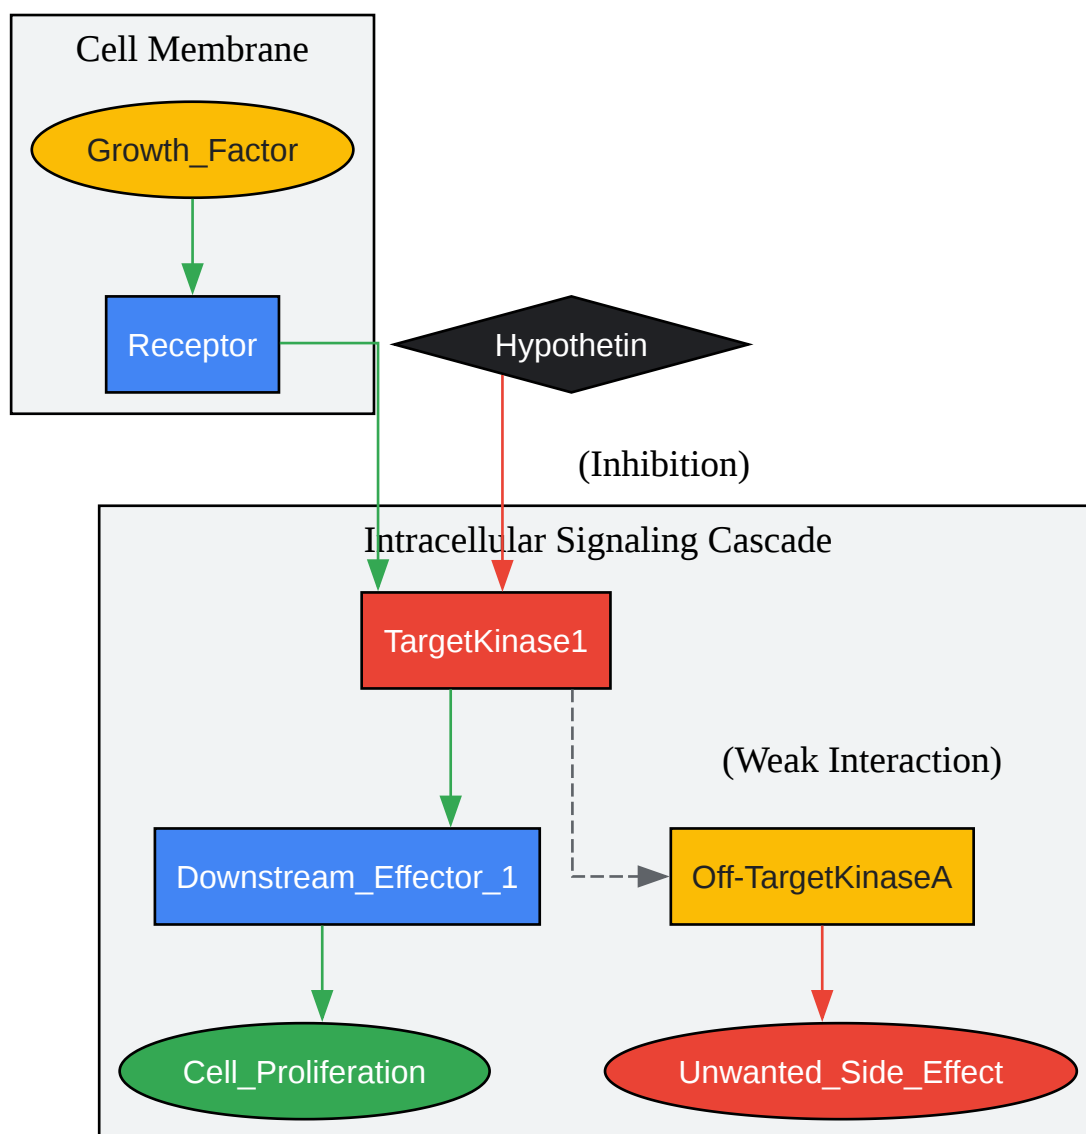 Cell Membrane
Growth_Factor
Receptor
Hypothetin
(Inhibition)
Intracellular Signaling Cascade
TargetKinase1
(Weak Interaction)
Downstream_Effector_1
Off-TargetKinaseA
Cell_Proliferation
Unwanted_Side_Effect